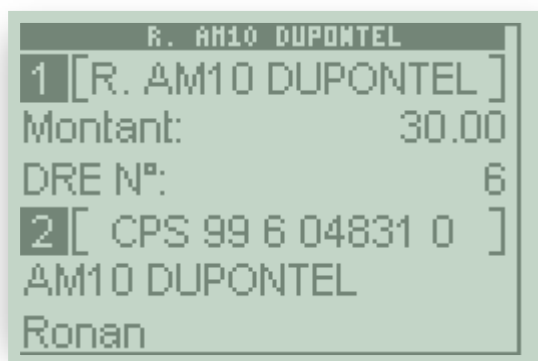 R. AM10 DUPONTEL
1 [R. AM10 DUPONTEL ]
Montant: 30.00
DRE N°: 6
2 [ CPS 99 6 04831 0 ]
AM10 DUPONTEL
Ronan